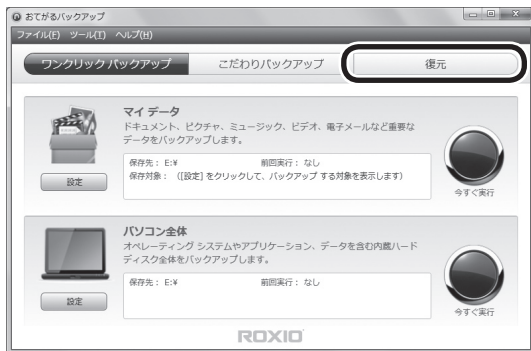 おてがるバックアップ
ファイル(F) ツール(T) ヘルプ(H)
ワンクリックバックアップ こだわりバックアップ 復元
マイ データ
ドキュメント、ピクチャ、ミュージック、ビデオ、電子メールなど重要な
データをバックアップします。
保存先： E:¥ 前回実行： なし
保存対象： （[設定] をクリックして、バックアップ する対象を表示します）
設定
今すぐ実行
パソコン全体
オペレーティング システムやアプリケーション、データを含む内蔵ハード
ディスク全体をバックアップします。
保存先： E:¥ 前回実行： なし
設定
今すぐ実行
ROXIO